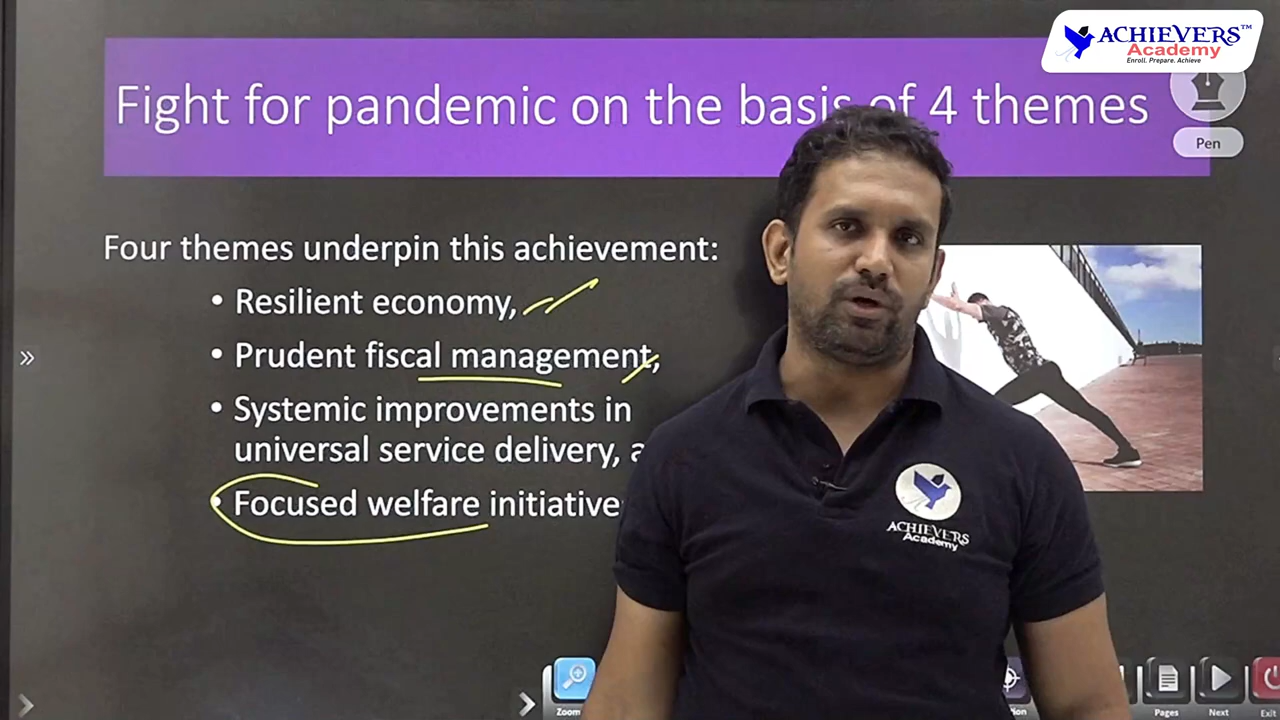 ACHIEVERS™
Academy
Enroll. Prepare. Achieve
Fight for pandemic on the basis of 4 themes
Pen
Four themes underpin this achievement:
• Resilient economy,
• Prudent fiscal management,
• Systemic improvements in
universal service delivery,
• Focused welfare initiative
ACHIEVERS
Academy
Zoom
Pages
Next
Exit